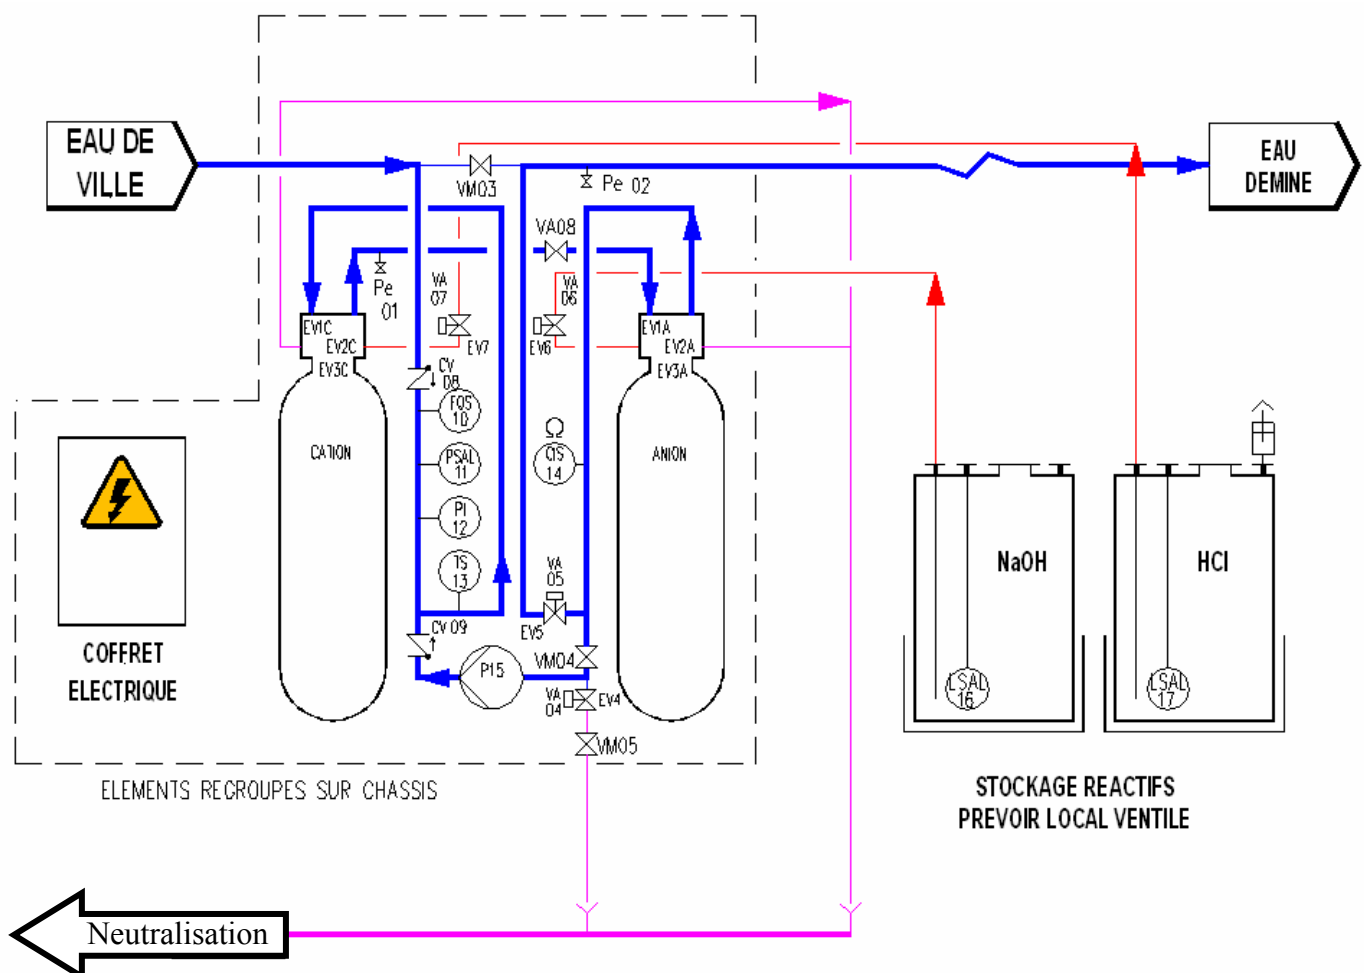 EAU DE
VILLE
VM03
Pe 02
EAU
DEMINE
VA08
Pe
01
VA
07
VA
06
EV1C
EV2C
EV3C
EV7
EV6
EV1A
EV2A
EV3A
CV
08
FQS
10
CATION
PSAL
11
Ω
CIS
14
ANION
PI
12
NaOH
HCl
TS
13
VA
05
CV 09
EV5
COFFRET
ELECTRIQUE
P15
VM04
VA
04
EV4
LSAL
16
LSAL
17
VM05
ELEMENTS REGROUPES SUR CHASSIS
STOCKAGE REACTIFS
PREVOIR LOCAL VENTILE
Neutralisation